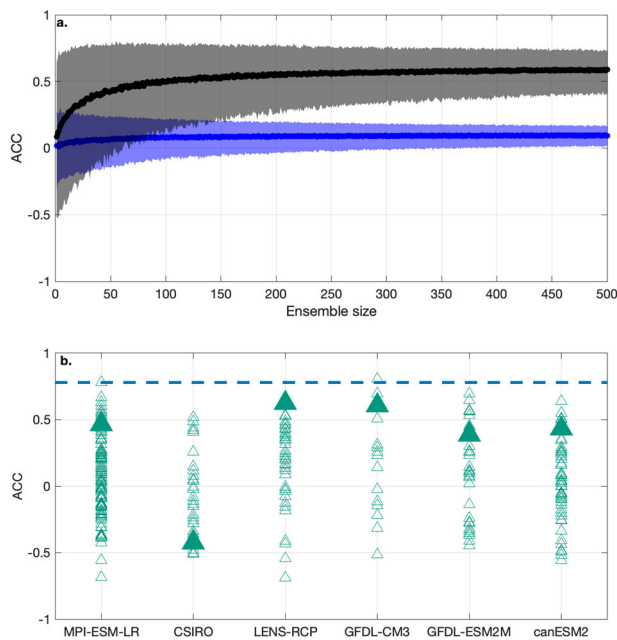 a.
1
0.5
0
-0.5
-1
ACC
0 50 100 150 200 250 300 350 400 450 500
Ensemble size
b.
1
0.5
0
-0.5
-1
ACC
MPI-ESM-LR CSIRO LENS-RCP GFDL-CM3 GFDL-ESM2M canESM2